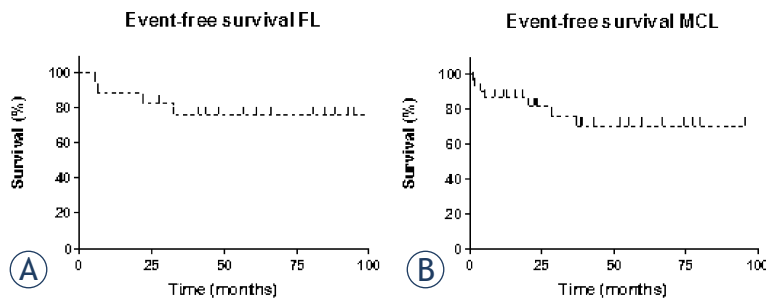 Event-free survival FL
Survival (%)
100
80
60
40
20
0
0 25 50 75 100
Time (months)
A
Event-free survival MCL
Survival (%)
100
80
60
40
20
0
0 25 50 75 100
Time (months)
B